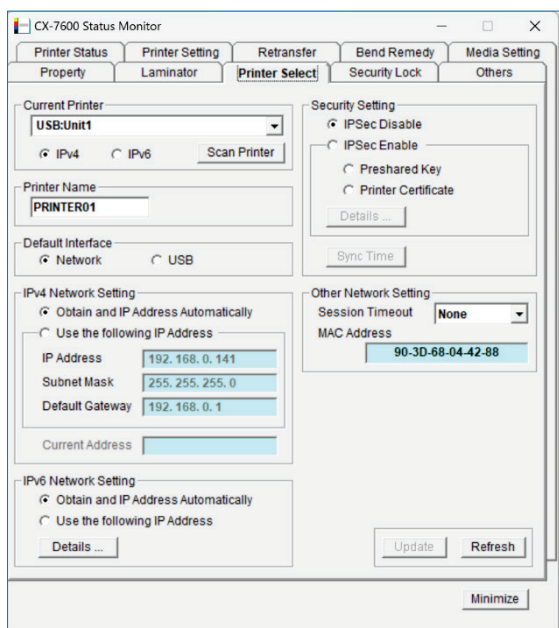 CX-7600 Status Monitor
Printer Status Printer Setting Retransfer Bend Remedy Media Setting
Property Laminator Printer Select Security Lock Others
Current Printer
USB:Unit1
IPv4 IPv6 Scan Printer
Printer Name
PRINTER01
Default Interface
Network USB
IPv4 Network Setting
Obtain and IP Address Automatically
Use the following IP Address
IP Address 192. 168. 0. 141
Subnet Mask 255. 255. 255. 0
Default Gateway 192. 168. 0. 1
Current Address
IPv6 Network Setting
Obtain and IP Address Automatically
Use the following IP Address
Details ...
Security Setting
IPSec Disable
IPSec Enable
Preshared Key
Printer Certificate
Details ...
Sync Time
Other Network Setting
Session Timeout None
MAC Address
90-3D-68-04-42-88
Update Refresh
Minimize